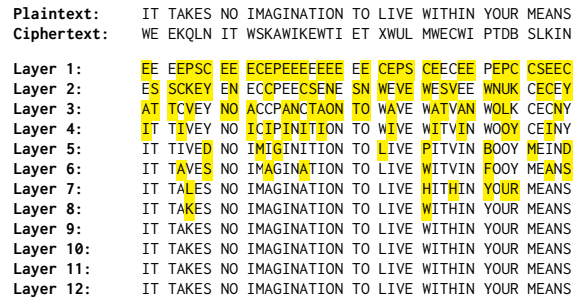 Plaintext: IT TAKES NO IMAGINATION TO LIVE WITHIN YOUR MEANS
Ciphertext: WE EKQLN IT WSKAWIKEWTI ET XWUL MWECWI PTDB SLKIN
Layer 1: EE EEPSC EE ECEPEEEEEEE EE CEPS CEECEE PEPC CSEEC
Layer 2: ES SCKEY EN ECCPEECSENE SN WEVE WESVEE WNUK CECEY
Layer 3: AT TCVEY NO ACCPANCTAON TO WAVE WATVAN WOLK CECNY
Layer 4: IT TIVEY NO ICIPINITION TO WIVE WITVIN WOOY CEINY
Layer 5: IT TIVED NO IMIGINITION TO LIVE PITVIN BOOY MEIND
Layer 6: IT TAVES NO IMAGINATION TO LIVE WITVIN FOOY MEANS
Layer 7: IT TALES NO IMAGINATION TO LIVE HITHIN YOUR MEANS
Layer 8: IT TAKES NO IMAGINATION TO LIVE WITHIN YOUR MEANS
Layer 9: IT TAKES NO IMAGINATION TO LIVE WITHIN YOUR MEANS
Layer 10: IT TAKES NO IMAGINATION TO LIVE WITHIN YOUR MEANS
Layer 11: IT TAKES NO IMAGINATION TO LIVE WITHIN YOUR MEANS
Layer 12: IT TAKES NO IMAGINATION TO LIVE WITHIN YOUR MEANS